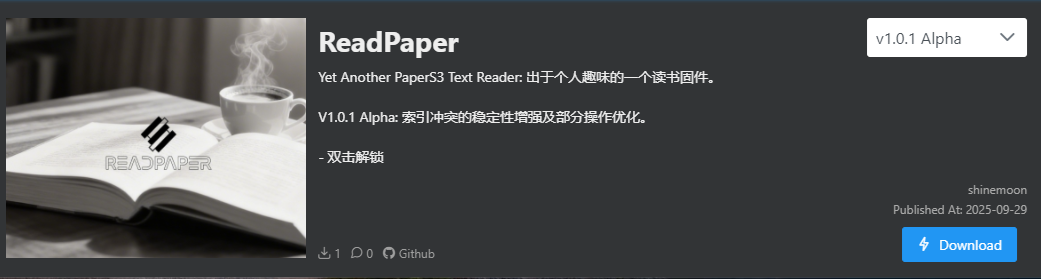 ReadPaper
v1.0.1 Alpha
Yet Another PaperS3 Text Reader: 出于个人趣味的一个读书固件。
V1.0.1 Alpha: 索引冲突的稳定性增强及部分操作优化。
- 双击解锁
READPAPER
shinemoon
Published At: 2025-09-29
1 0 Github
Download